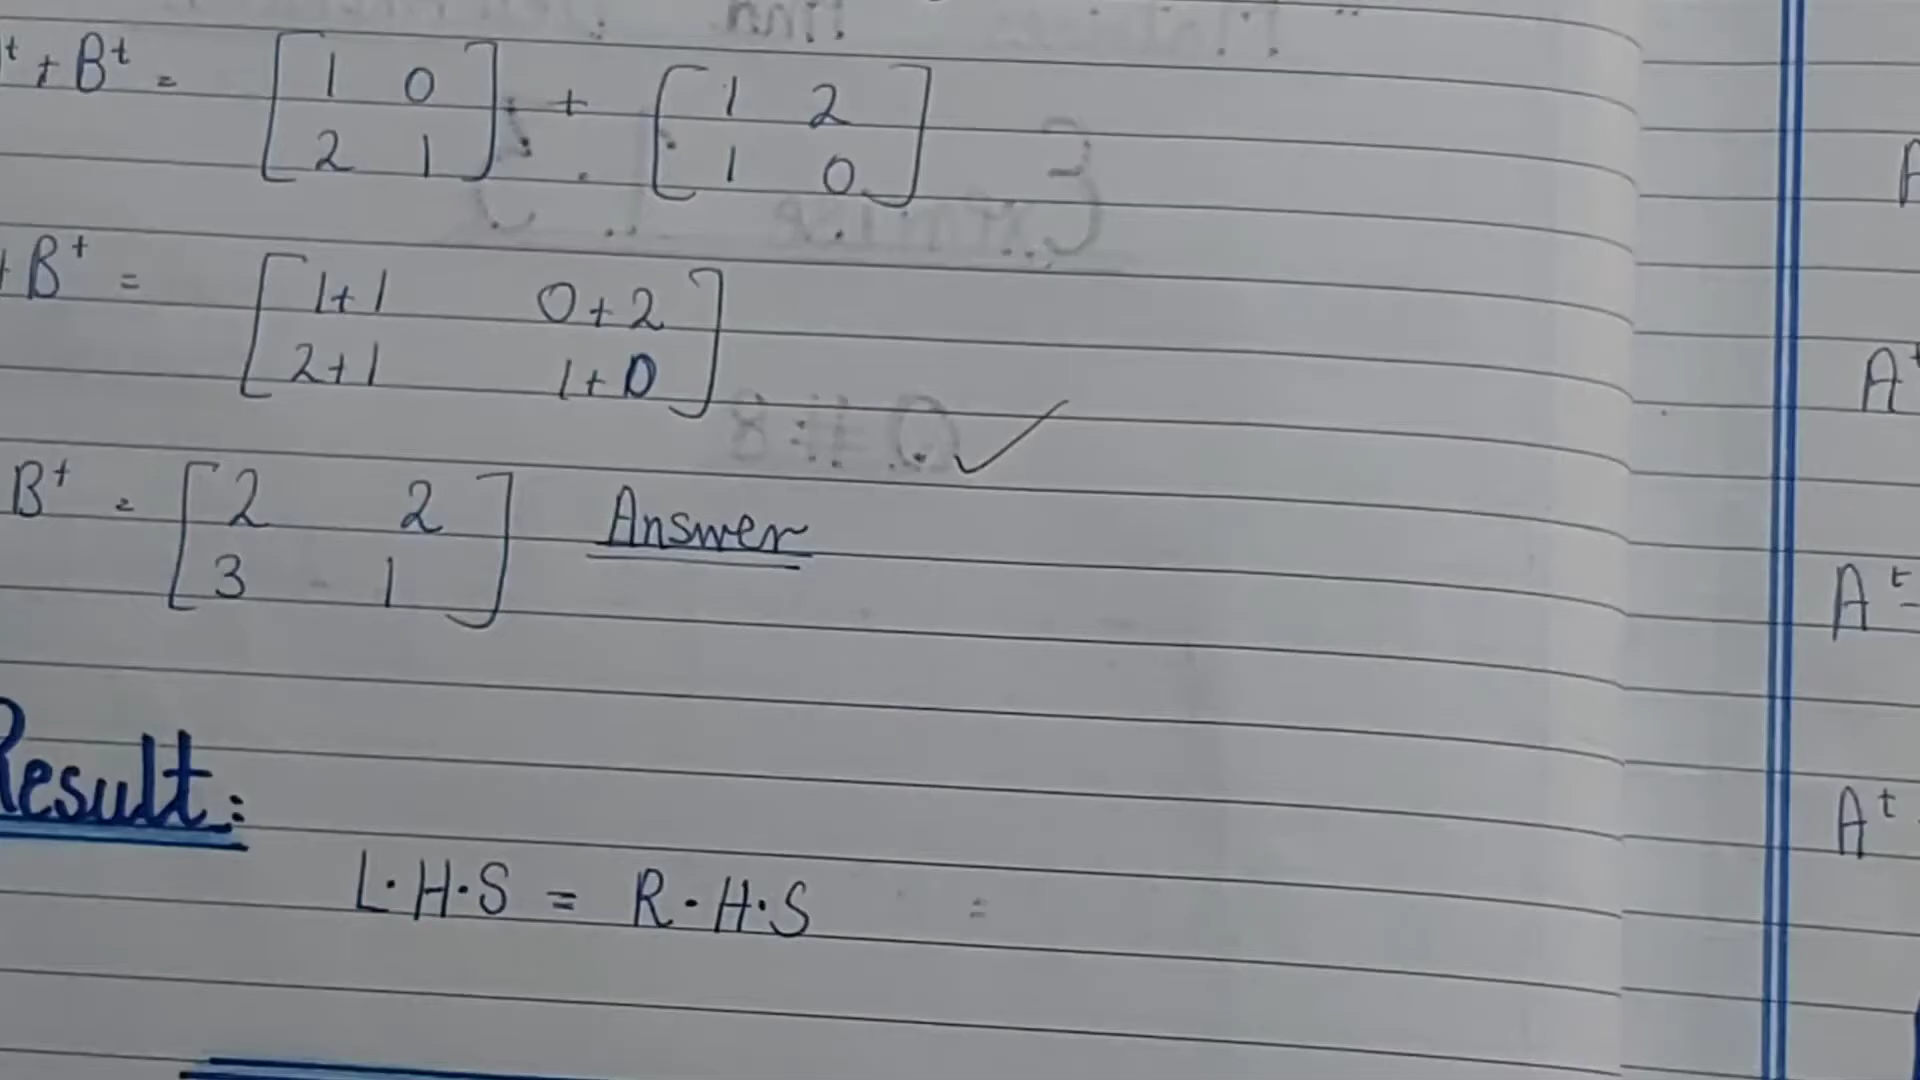 t + Bt = [ 1 0 ] + [ 1 2 ]
[ 2 1 ] [ 1 0 ]
+ Bt = [ 1+1 0+2 ]
[ 2+1 1+0 ]
Bt = [ 2 2 ] Answer
[ 3 1 ]
Result:
L.H.S = R.H.S
A
At
At -
At